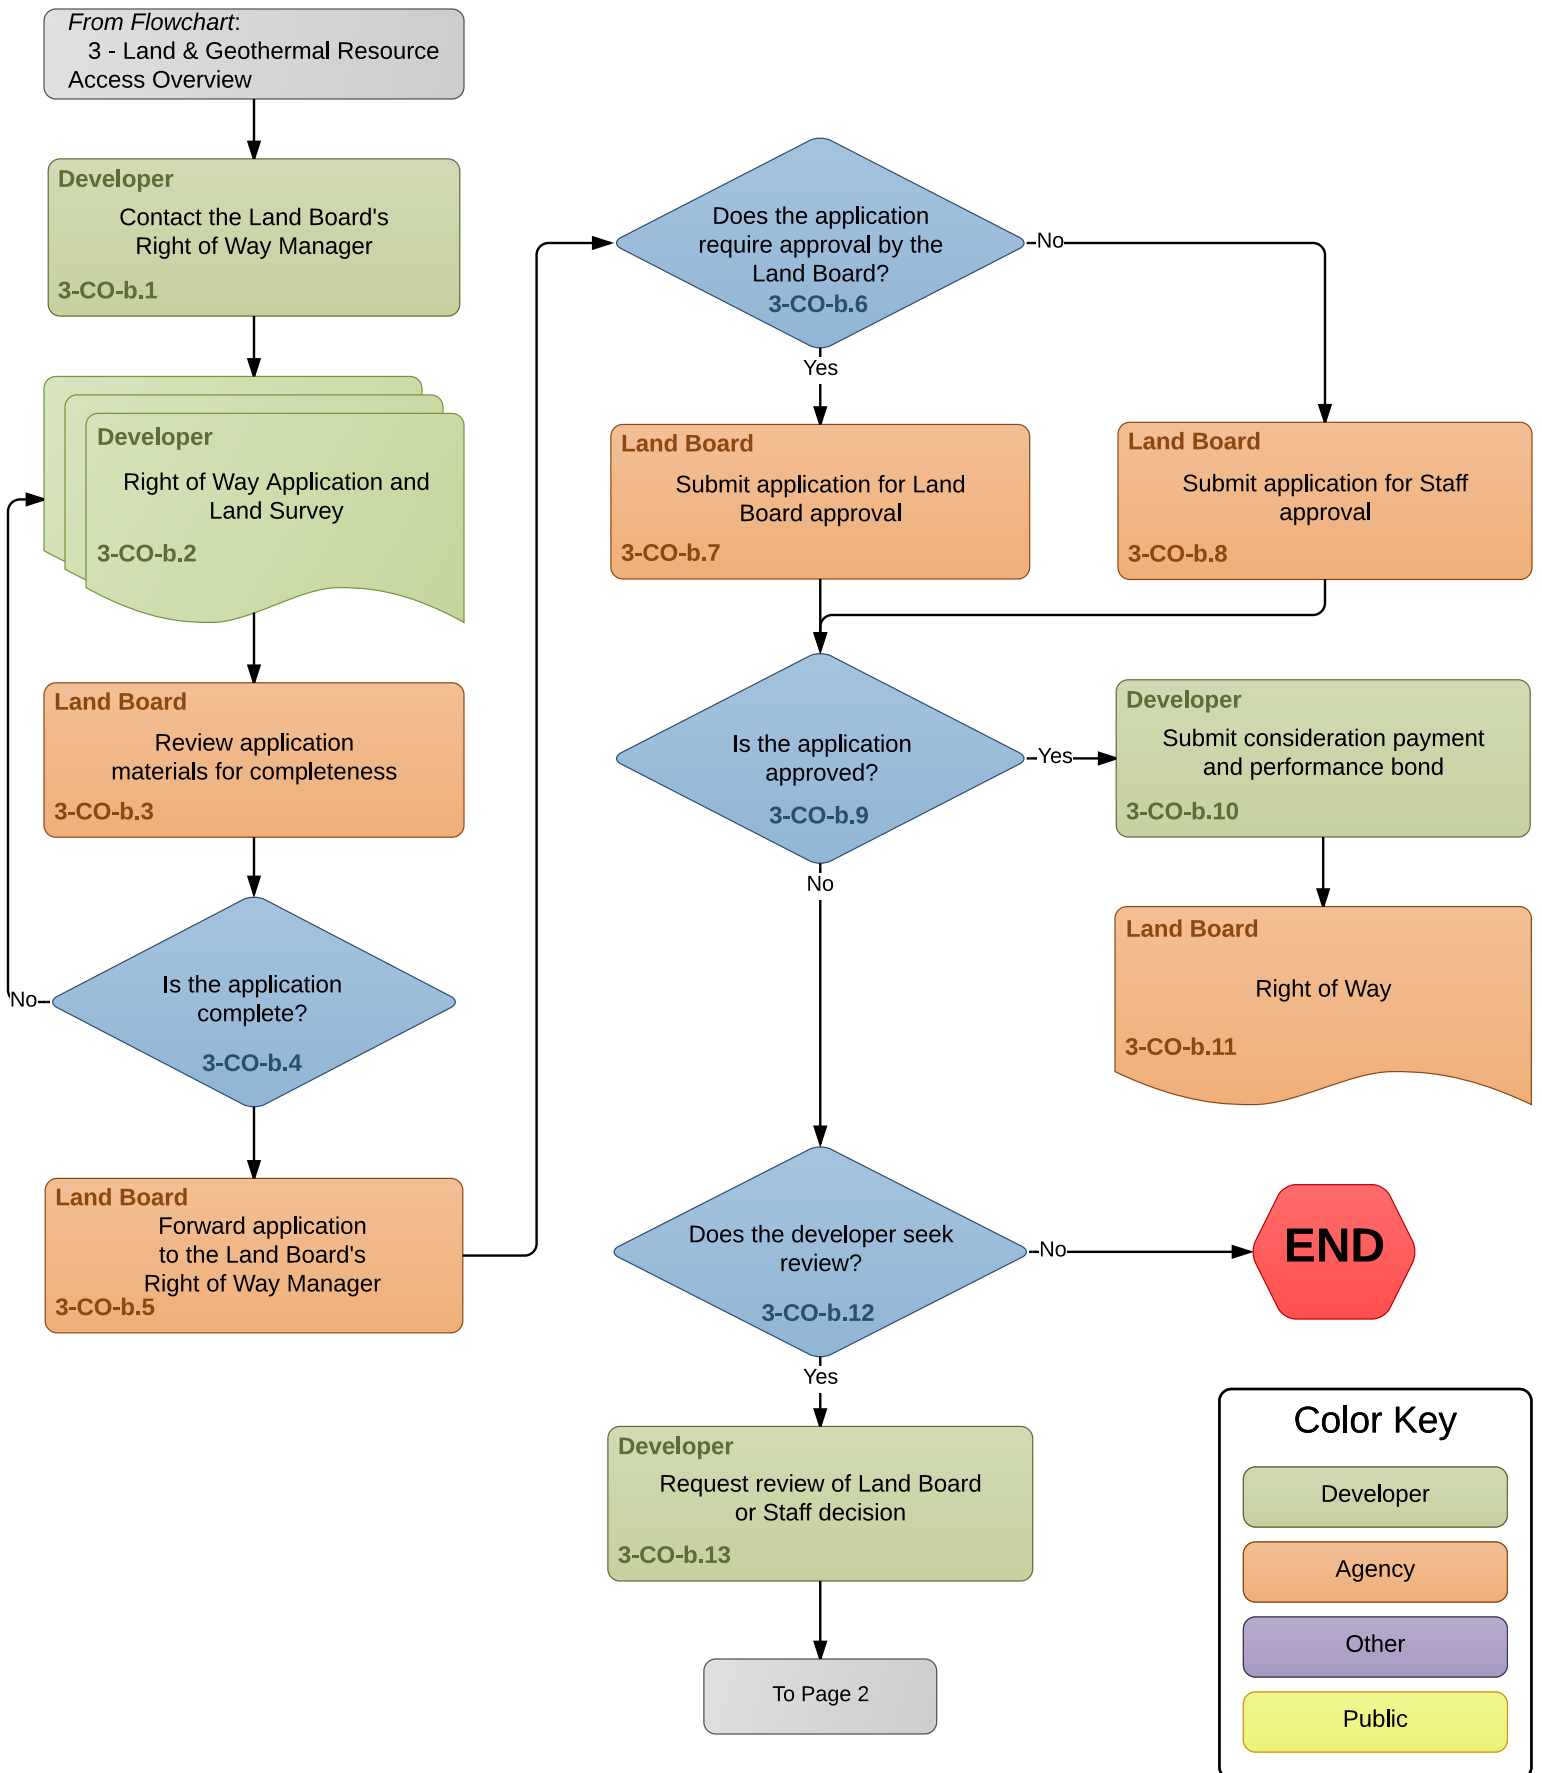 From Flowchart:
3 - Land & Geothermal Resource
Access Overview
Developer
Contact the Land Board's
Right of Way Manager
3-CO-b.1
Developer
Right of Way Application and
Land Survey
3-CO-b.2
Land Board
Review application
materials for completeness
3-CO-b.3
Is the application
complete?
3-CO-b.4
No
Land Board
Forward application
to the Land Board's
Right of Way Manager
3-CO-b.5
Does the application
require approval by the
Land Board?
3-CO-b.6
No
Yes
Land Board
Submit application for Land
Board approval
3-CO-b.7
Land Board
Submit application for Staff
approval
3-CO-b.8
Is the application
approved?
3-CO-b.9
Yes
No
Developer
Submit consideration payment
and performance bond
3-CO-b.10
Land Board
Right of Way
3-CO-b.11
Does the developer seek
review?
3-CO-b.12
No
END
Yes
Developer
Request review of Land Board
or Staff decision
3-CO-b.13
To Page 2
Color Key
Developer
Agency
Other
Public